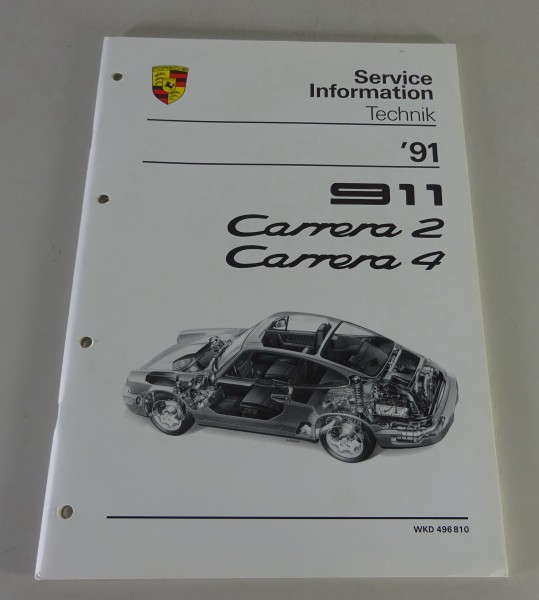 Service
Information
Technik
'91
911
Carrera 2
Carrera 4
WKD 496 810